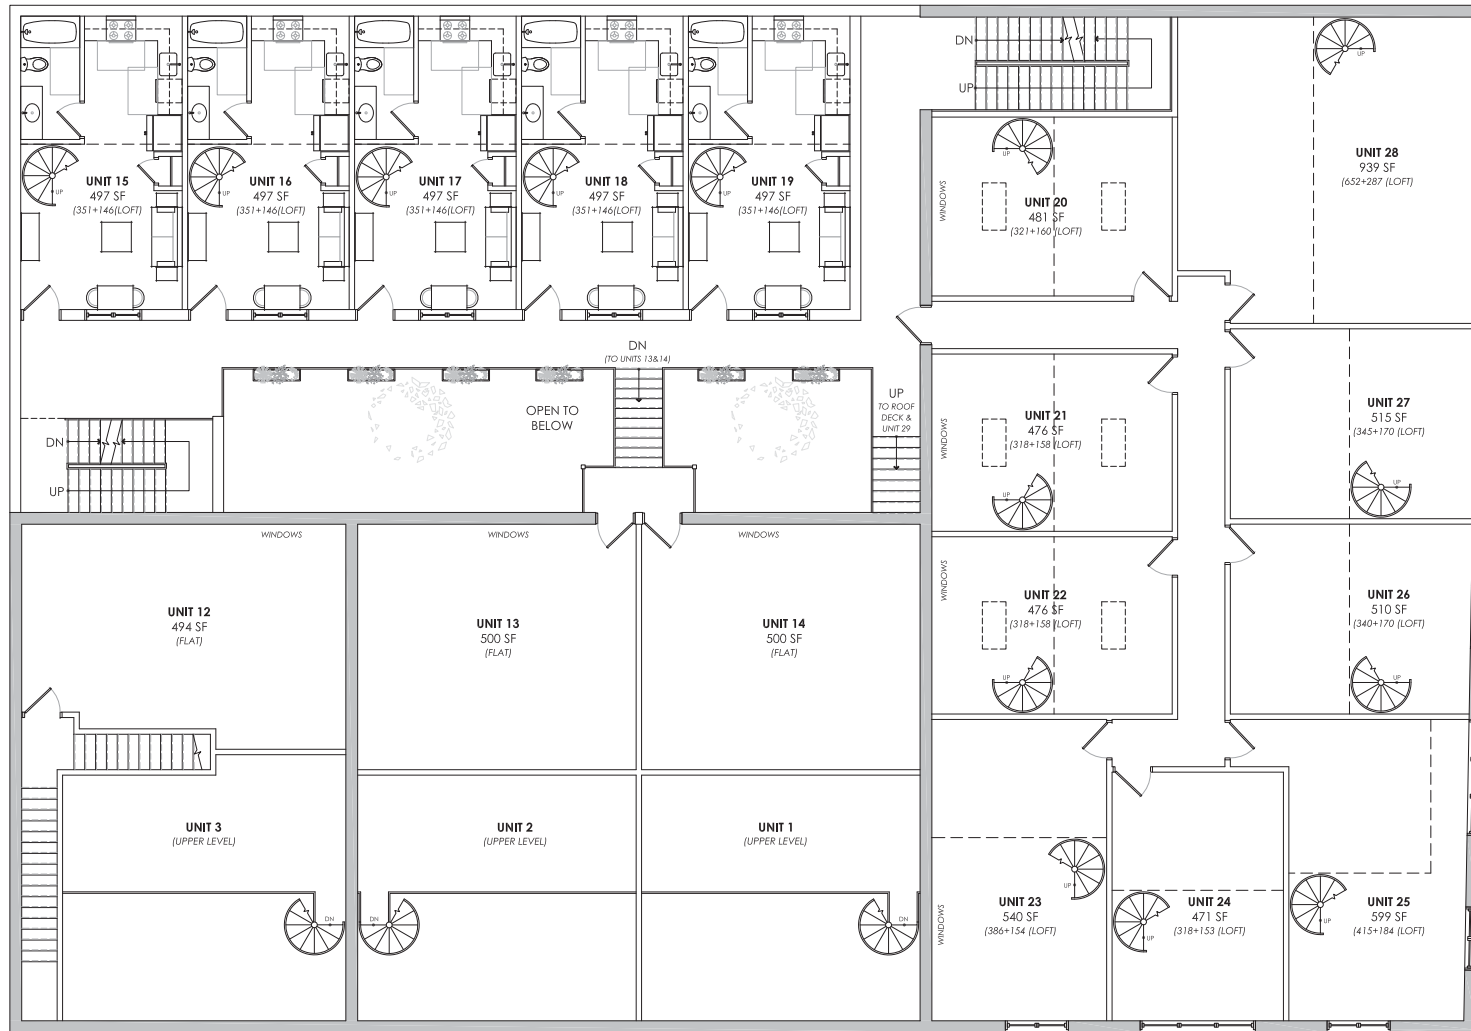 UNIT 15
497 SF
(351+146(LOFT)
UP
UNIT 16
497 SF
(351+146(LOFT)
UP
UNIT 17
497 SF
(351+146(LOFT)
UP
UNIT 18
497 SF
(351+146(LOFT)
UP
UNIT 19
497 SF
(351+146(LOFT)
UP
DN
UP
UP
WINDOWS
UNIT 20
481 SF
(321+160 (LOFT)
UP
UNIT 28
939 SF
(652+287 (LOFT)
DN
(TO UNITS 13&14)
OPEN TO
BELOW
UP
TO ROOF
DECK &
UNIT 29
DN
UP
WINDOWS
UNIT 21
476 SF
(318+158 (LOFT)
UP
UNIT 27
515 SF
(345+170 (LOFT)
UP
WINDOWS
WINDOWS
WINDOWS
UNIT 12
494 SF
(FLAT)
UNIT 13
500 SF
(FLAT)
UNIT 14
500 SF
(FLAT)
WINDOWS
UNIT 22
476 SF
(318+158 (LOFT)
UP
UNIT 26
510 SF
(340+170 (LOFT)
UP
UNIT 3
(UPPER LEVEL)
DN
UNIT 2
(UPPER LEVEL)
DN
UNIT 1
(UPPER LEVEL)
DN
WINDOWS
UP
UNIT 23
540 SF
(386+154 (LOFT)
UNIT 24
471 SF
(318+153 (LOFT)
UP
UNIT 25
599 SF
(415+184 (LOFT)
UP